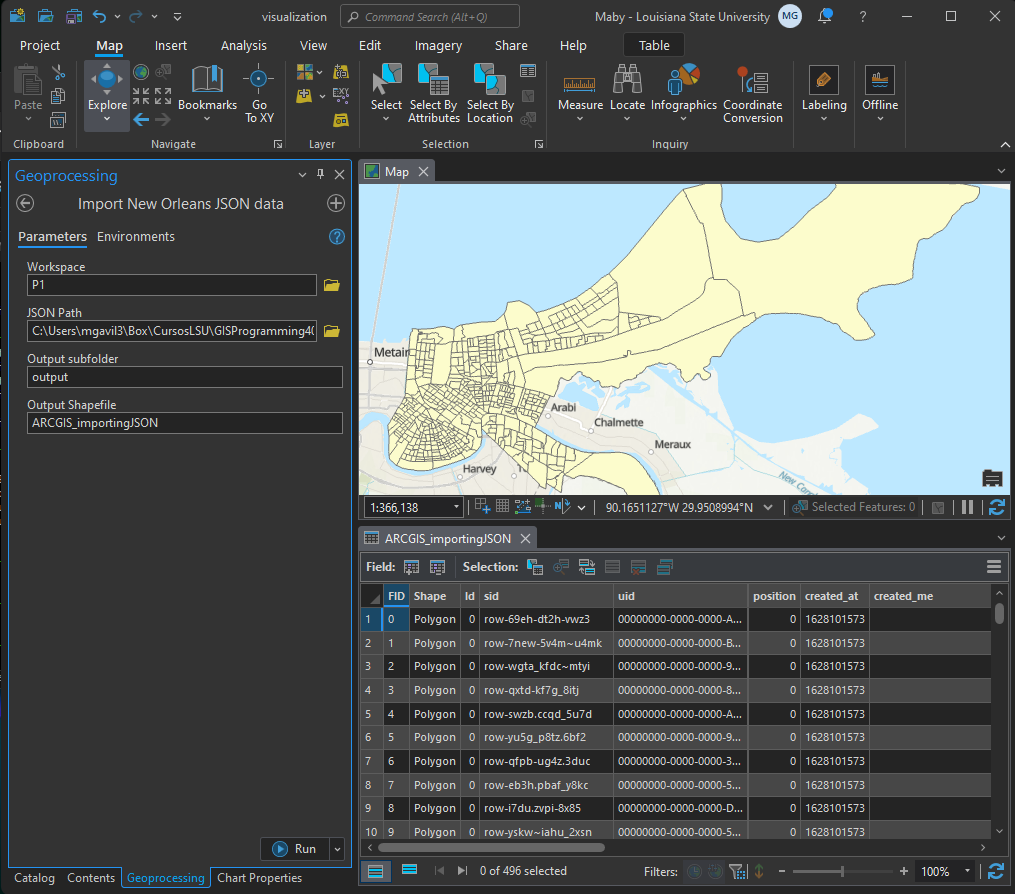 visualization
Command Search (Alt+Q)
Maby - Louisiana State University
MG
?
Project
Map
Insert
Analysis
View
Edit
Imagery
Share
Help
Table
Paste
Explore
Bookmarks
Go To XY
Select
Select By Attributes
Select By Location
Measure
Locate
Infographics
Coordinate Conversion
Labeling
Offline
Clipboard
Navigate
Layer
Selection
Inquiry
Geoprocessing
Import New Orleans JSON data
Parameters
Environments
Workspace
P1
JSON Path
C:\Users\mgavil3\Box\CursosLSU\GISProgramming40
Output subfolder
output
Output Shapefile
ARCGIS_importingJSON
Run
Catalog
Contents
Geoprocessing
Chart Properties
Map
Metair
Arabi
Chalmette
Meraux
Harvey
1:366,138
90.1651127°W 29.9508994°N
Selected Features: 0
ARCGIS_importingJSON
Field:
Selection:
FID Shape Id sid uid position created_at created_me
1 0 Polygon 0 row-69eh-dt2h-vwz3 00000000-0000-0000-A... 0 1628101573
2 1 Polygon 0 row-7new-5v4m~u4mk 00000000-0000-0000-B... 0 1628101573
3 2 Polygon 0 row-wgta_kfdc~mtyi 00000000-0000-0000-9... 0 1628101573
4 3 Polygon 0 row-qxtd-kf7g_8itj 00000000-0000-0000-8... 0 1628101573
5 4 Polygon 0 row-swzb.ccqd_5u7d 00000000-0000-0000-A... 0 1628101573
6 5 Polygon 0 row-yu5g_p8tz.6bf2 00000000-0000-0000-9... 0 1628101573
7 6 Polygon 0 row-qfpb-ug4z.3duc 00000000-0000-0000-3... 0 1628101573
8 7 Polygon 0 row-eb3h.pbaf_y8kc 00000000-0000-0000-5... 0 1628101573
9 8 Polygon 0 row-i7du.zvpi-8x85 00000000-0000-0000-D... 0 1628101573
10 9 Polygon 0 row-yskw~iahu_2xsn 00000000-0000-0000-5... 0 1628101573
0 of 496 selected
Filters:
100%